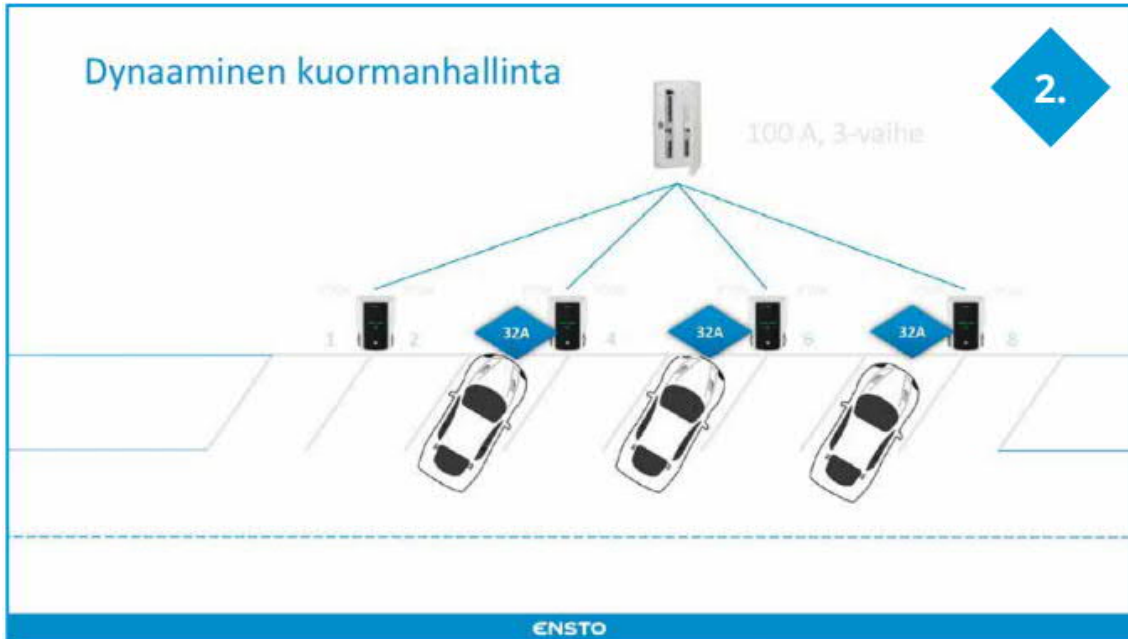 Dynaaminen kuormanhallinta
2.
100 A, 3-vaihe
1
2
32A
4
32A
6
32A
8
ENSTO